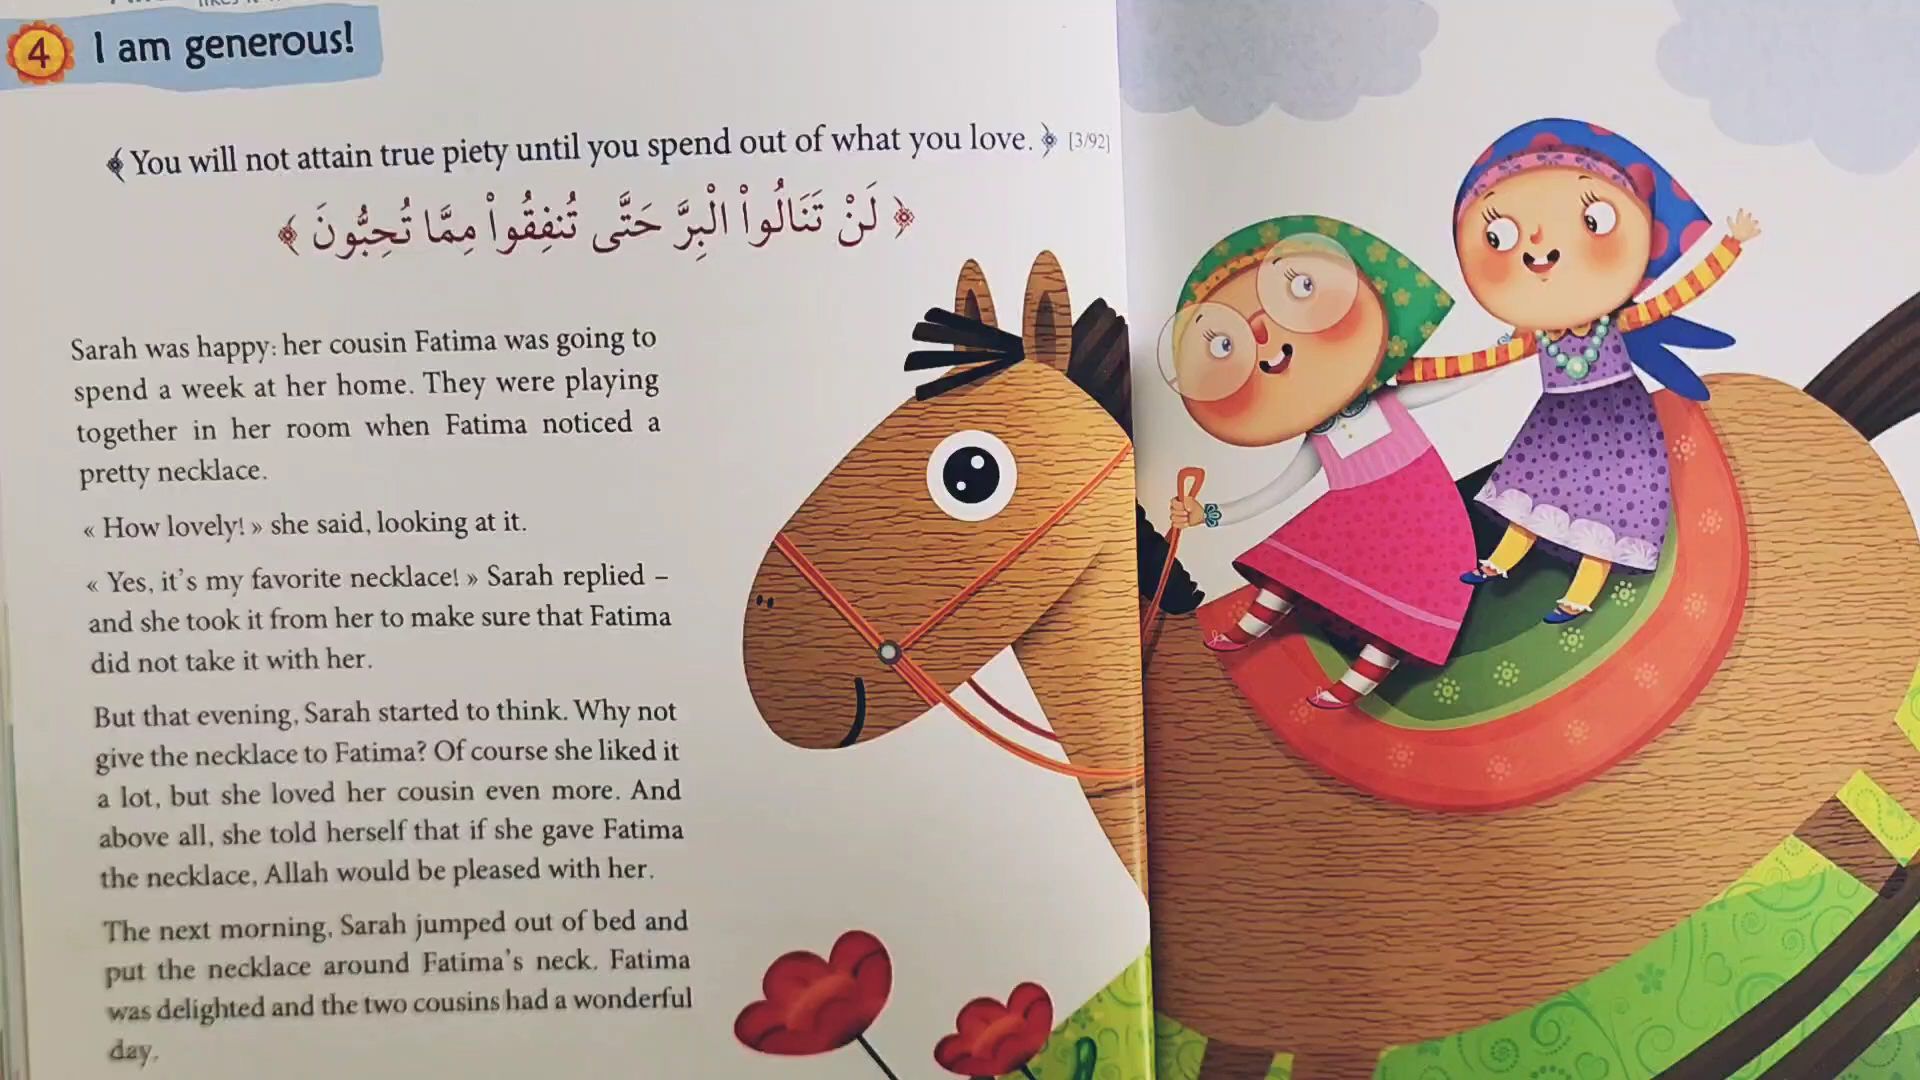 4 I am generous!
﴾ You will not attain true piety until you spend out of what you love. ﴿ [3/92]
﴿ لَنْ تَنَالُواْ الْبِرَّ حَتَّى تُنفِقُواْ مِمَّا تُحِبُّونَ ﴾
Sarah was happy: her cousin Fatima was going to
spend a week at her home. They were playing
together in her room when Fatima noticed a
pretty necklace.
« How lovely! » she said, looking at it.
« Yes, it's my favorite necklace! » Sarah replied –
and she took it from her to make sure that Fatima
did not take it with her.
But that evening, Sarah started to think. Why not
give the necklace to Fatima? Of course she liked it
a lot, but she loved her cousin even more. And
above all, she told herself that if she gave Fatima
the necklace, Allah would be pleased with her.
The next morning, Sarah jumped out of bed and
put the necklace around Fatima's neck. Fatima
was delighted and the two cousins had a wonderful
day.